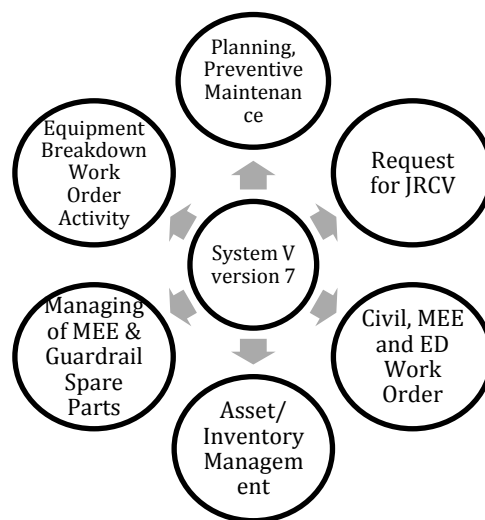 Planning,
Preventive
Maintenan
ce
Equipment
Breakdown
Work
Order
Activity
Request
for JRCV
System V
version 7
Managing
of MEE &
Guardrail
Spare
Parts
Civil, MEE
and ED
Work
Order
Asset/
Inventory
Managem
ent